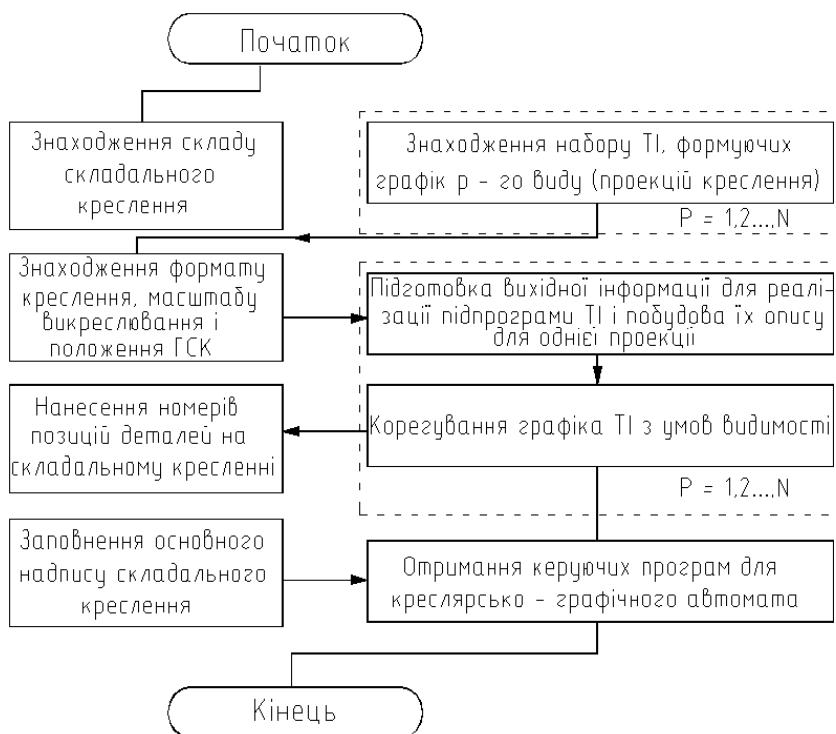 Початок
Знаходження складу
складального
креслення
Знаходження набору ТІ, формуючих
графік р – го виду (проекцій креслення)
Р = 1,2...,N
Знаходження формату
креслення, масштабу
викреслювання і
положення ГСК
Підготовка вихідної інформації для реалі–
зації підпрограми ТІ і побудова їх опису
для однієї проекції
Нанесення номерів
позицій деталей на
складальному кресленні
Корегування графіка ТІ з умов видимості
Р = 1,2...,N
Заповнення основного
надпису складального
креслення
Отримання керуючих програм для
креслярсько – графічного автомата
Кінець